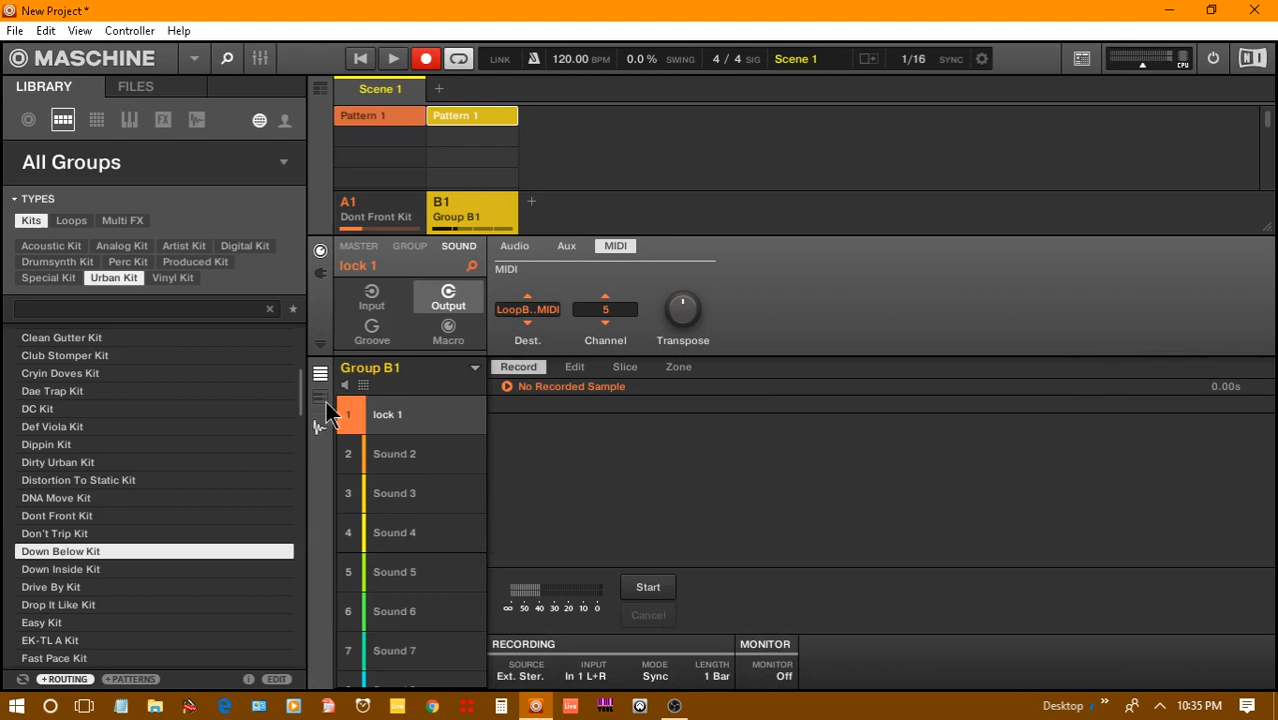 New Project *
File Edit View Controller Help
MASCHINE
LINK 120.00 BPM 0.0 % SWING 4 / 4 SIG Scene 1 1/16 SYNC CPU NI
LIBRARY FILES
Scene 1 +
Pattern 1 Pattern 1
All Groups
TYPES
Kits Loops Multi FX
A1 Dont Front Kit
B1 Group B1
+
Acoustic Kit Analog Kit Artist Kit Digital Kit
Drumsynth Kit Perc Kit Produced Kit
Special Kit Urban Kit Vinyl Kit
MASTER GROUP SOUND
lock 1
Input Output
Groove Macro
Audio Aux MIDI
MIDI
LoopB..MIDI 5
Dest. Channel Transpose
Clean Gutter Kit
Club Stomper Kit
Cryin Doves Kit
Dae Trap Kit
DC Kit
Def Viola Kit
Dippin Kit
Dirty Urban Kit
Distortion To Static Kit
DNA Move Kit
Dont Front Kit
Don't Trip Kit
Down Below Kit
Down Inside Kit
Drive By Kit
Drop It Like Kit
Easy Kit
EK-TL A Kit
Fast Pace Kit
+ROUTING +PATTERNS EDIT
Group B1
1 lock 1
2 Sound 2
3 Sound 3
4 Sound 4
5 Sound 5
6 Sound 6
7 Sound 7
Record Edit Slice Zone
No Recorded Sample 0.00s
Start
∞ 50 40 30 20 10 0
Cancel
RECORDING MONITOR
SOURCE INPUT MODE LENGTH MONITOR
Ext. Ster. In 1 L+R Sync 1 Bar Off
Desktop 10:35 PM